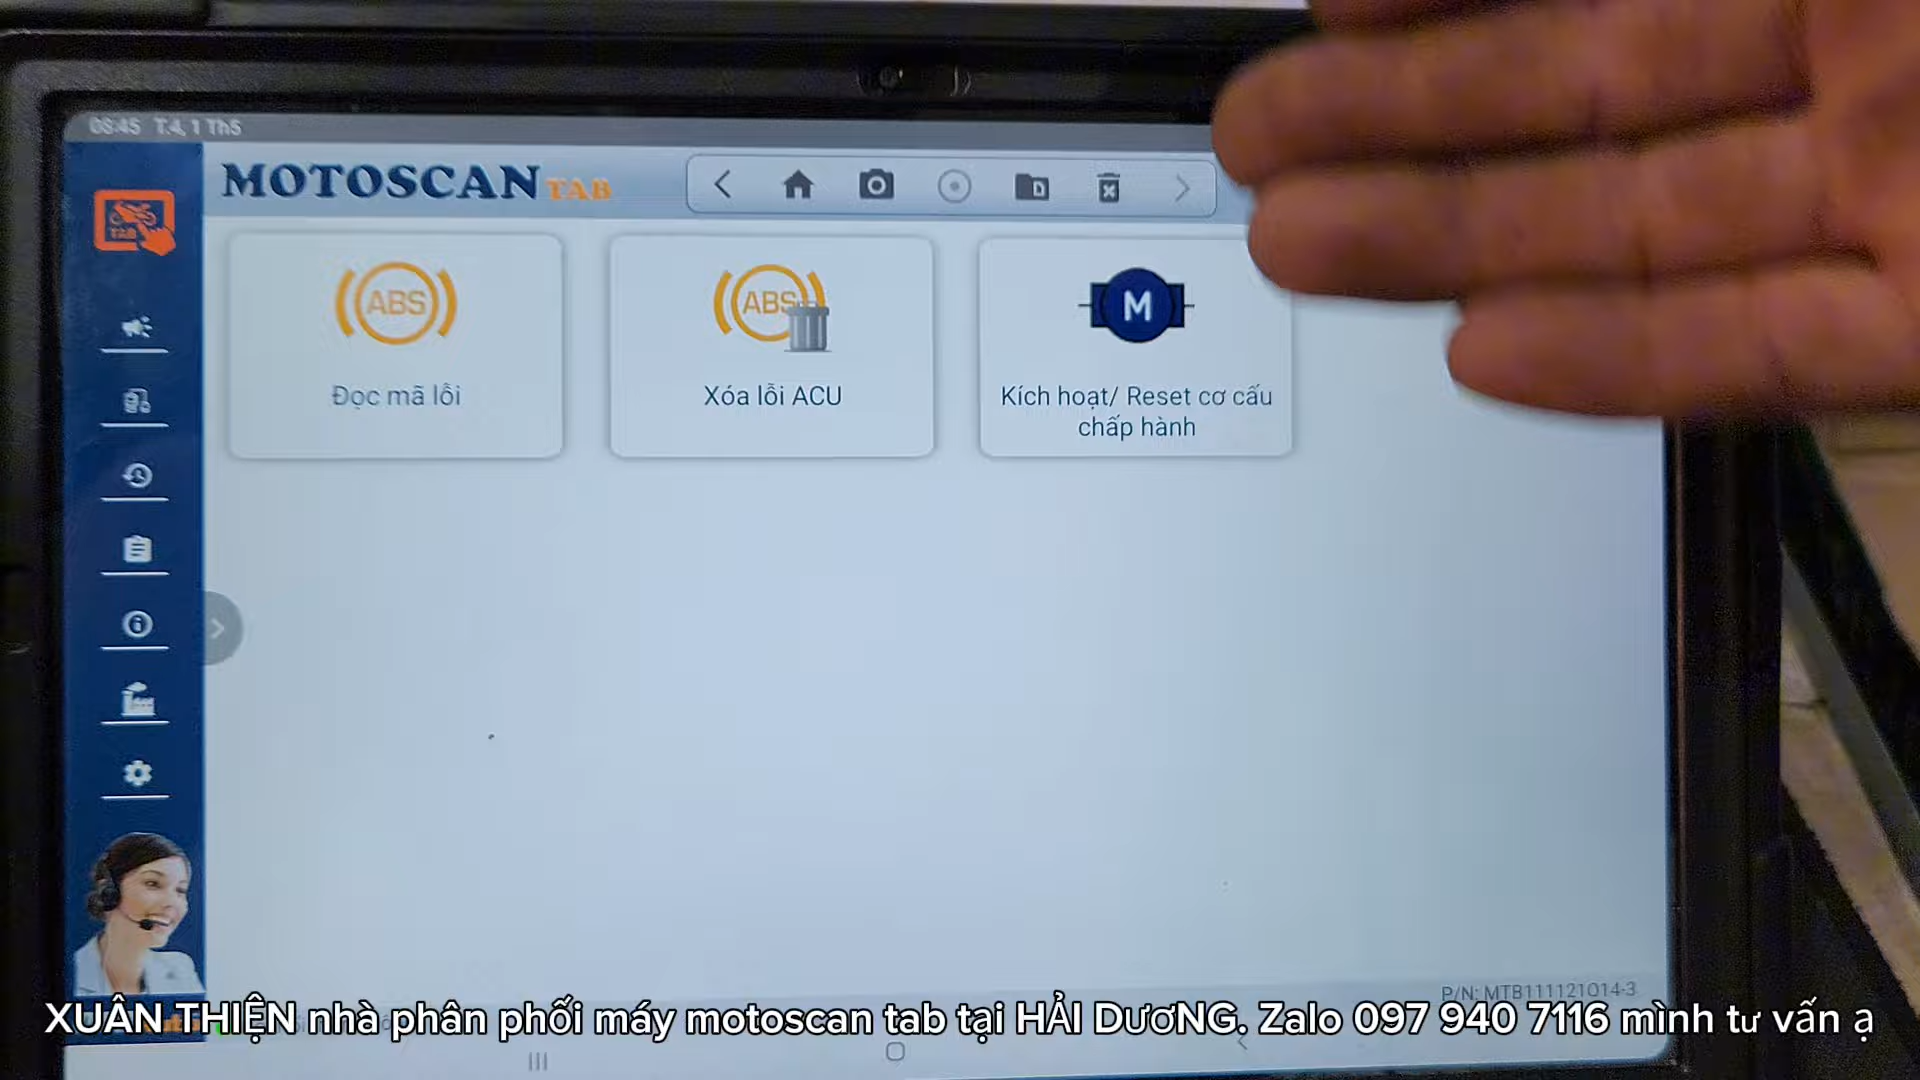 08:45 T.4, 1 Th5
MOTOSCAN TAB
TAB
ABS
ABS
M
Đọc mã lỗi
Xóa lỗi ACU
Kích hoạt/ Reset cơ cấu
chấp hành
P/N: MTB111121014-3
XUÂN THIỆN nhà phân phối máy motoscan tab tại HẢI DươNG. Zalo 097 940 7116 mình tư vấn ạ